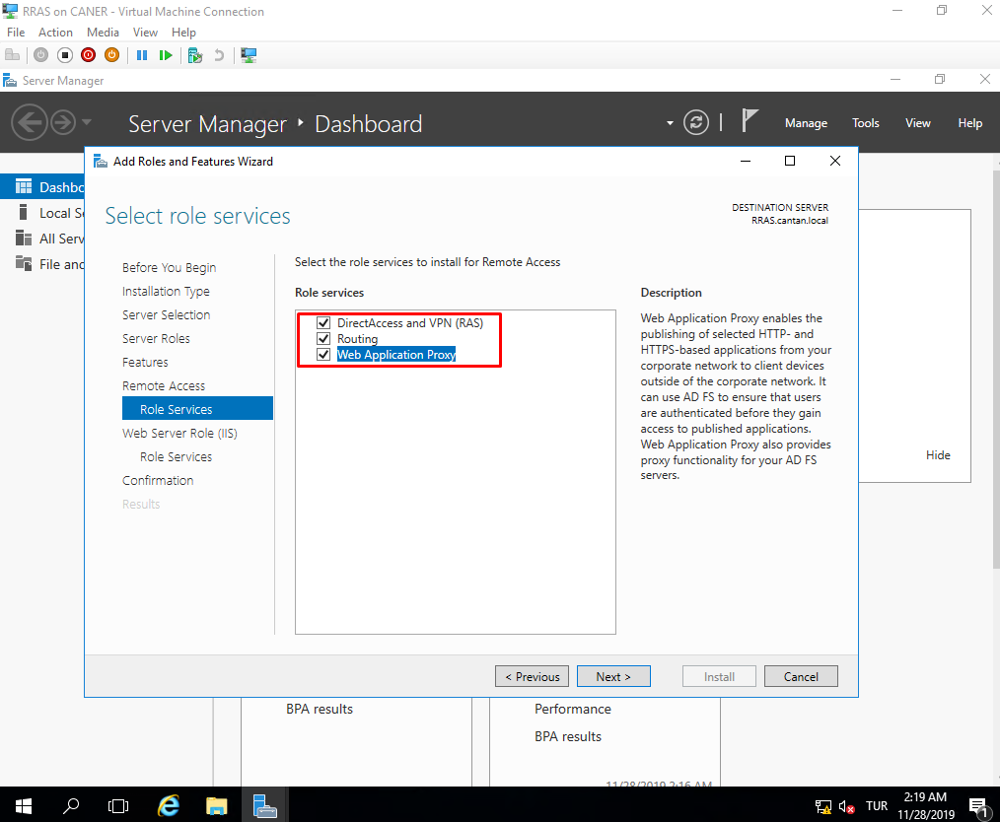 RRAS on CANER - Virtual Machine Connection
File Action Media View Help
Server Manager
Server Manager ‣ Dashboard
Manage Tools View Help
Add Roles and Features Wizard
Dashbo
Local Se
All Serv
File and
Select role services
DESTINATION SERVER
RRAS.cantan.local
Before You Begin
Installation Type
Server Selection
Server Roles
Features
Remote Access
Role Services
Web Server Role (IIS)
Role Services
Confirmation
Results
Select the role services to install for Remote Access
Role services
DirectAccess and VPN (RAS)
Routing
Web Application Proxy
Description
Web Application Proxy enables the
publishing of selected HTTP- and
HTTPS-based applications from your
corporate network to client devices
outside of the corporate network. It
can use AD FS to ensure that users
are authenticated before they gain
access to published applications.
Web Application Proxy also provides
proxy functionality for your AD FS
servers.
Hide
< Previous Next > Install Cancel
BPA results
Performance
BPA results
11/28/2019 2:16 AM
TUR
2:19 AM
11/28/2019
1